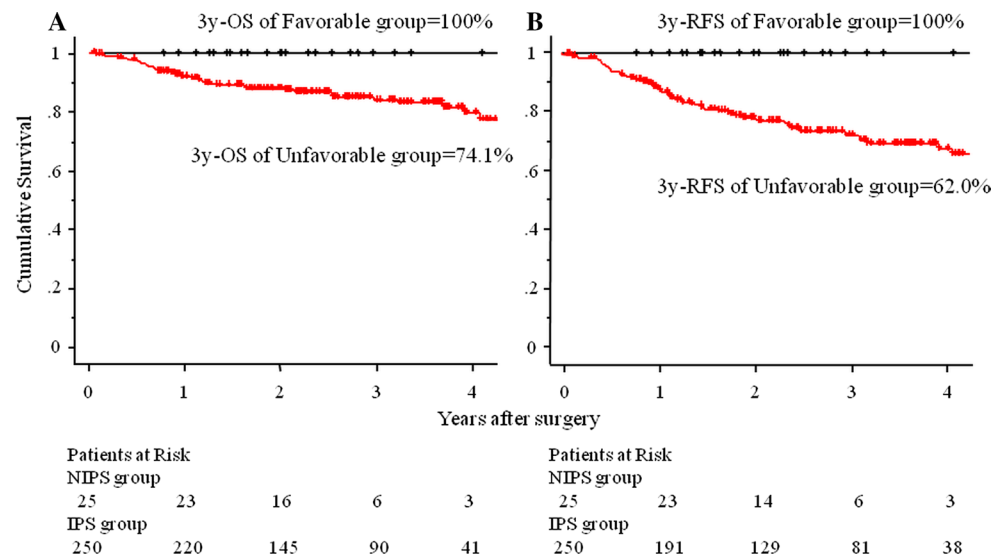 A
3y-OS of Favorable group=100%
1
.8
.6
.4
.2
0
Cumulative Survival
3y-OS of Unfavorable group=74.1%
0 1 2 3 4
B
3y-RFS of Favorable group=100%
1
.8
.6
.4
.2
0
3y-RFS of Unfavorable group=62.0%
0 1 2 3 4
Years after surgery
Patients at Risk
NIPS group
25 23 16 6 3
IPS group
250 220 145 90 41
Patients at Risk
NIPS group
25 23 14 6 3
IPS group
250 191 129 81 38